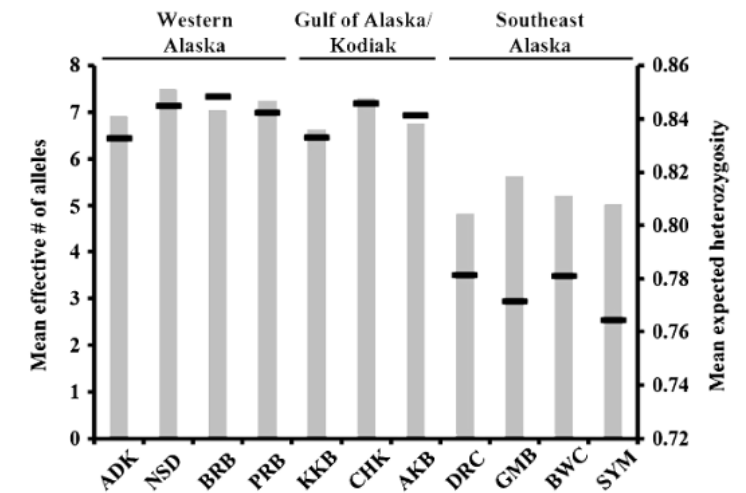 Western
Alaska
Gulf of Alaska/
Kodiak
Southeast
Alaska
Mean effective # of alleles
8
7
6
5
4
3
2
1
0
0.86
0.84
0.82
0.80
0.78
0.76
0.74
0.72
Mean expected heterozygosity
ADK
NSD
BRB
PRB
KKB
CHK
AKB
DRC
GMB
BWC
SYM